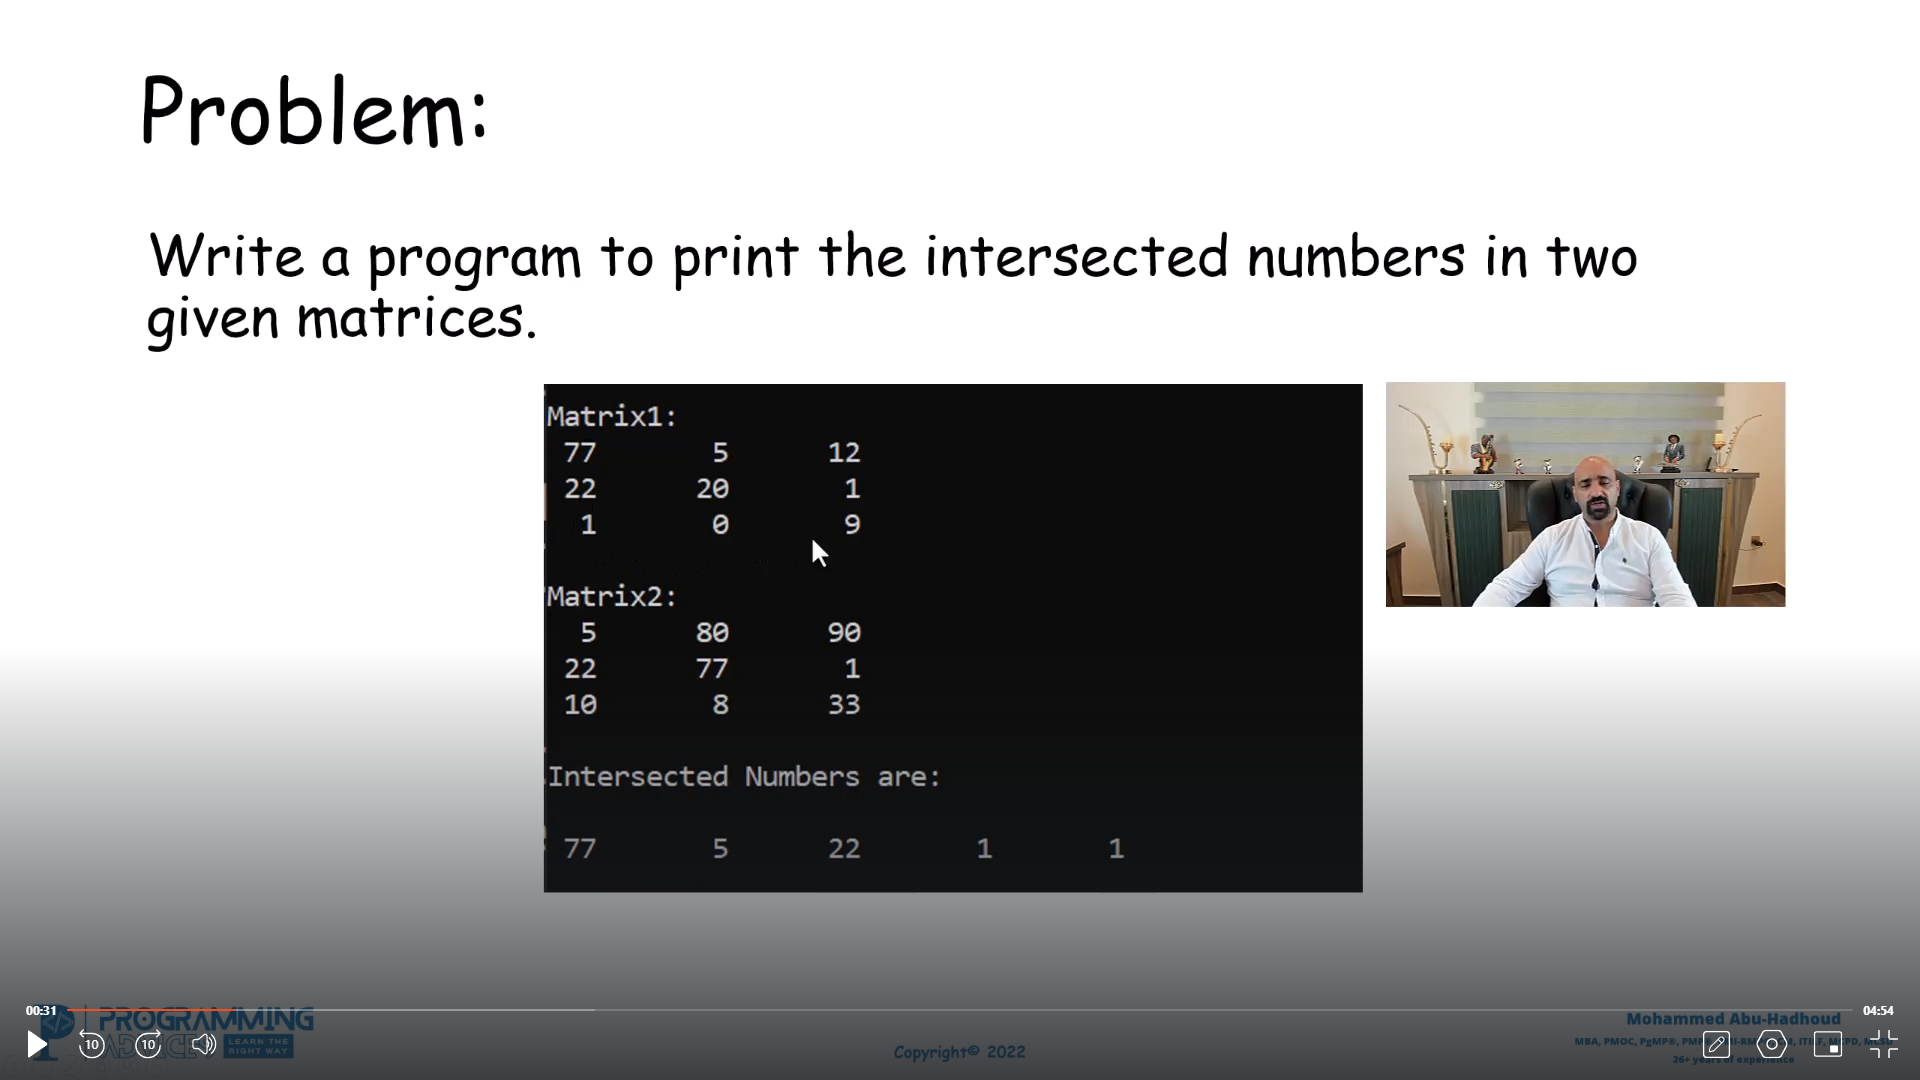 Problem:
Write a program to print the intersected numbers in two
given matrices.
Matrix1:
77 5 12
22 20 1
1 0 9
Matrix2:
5 80 90
22 77 1
10 8 33
Intersected Numbers are:
77 5 22 1 1
00:31
04:54
PROGRAMMING
LEARN THE
RIGHT WAY
10 10
Copyright© 2022
Mohammed Abu-Hadhoud
MBA, PMOC, PgMP®,
26+ years of experience